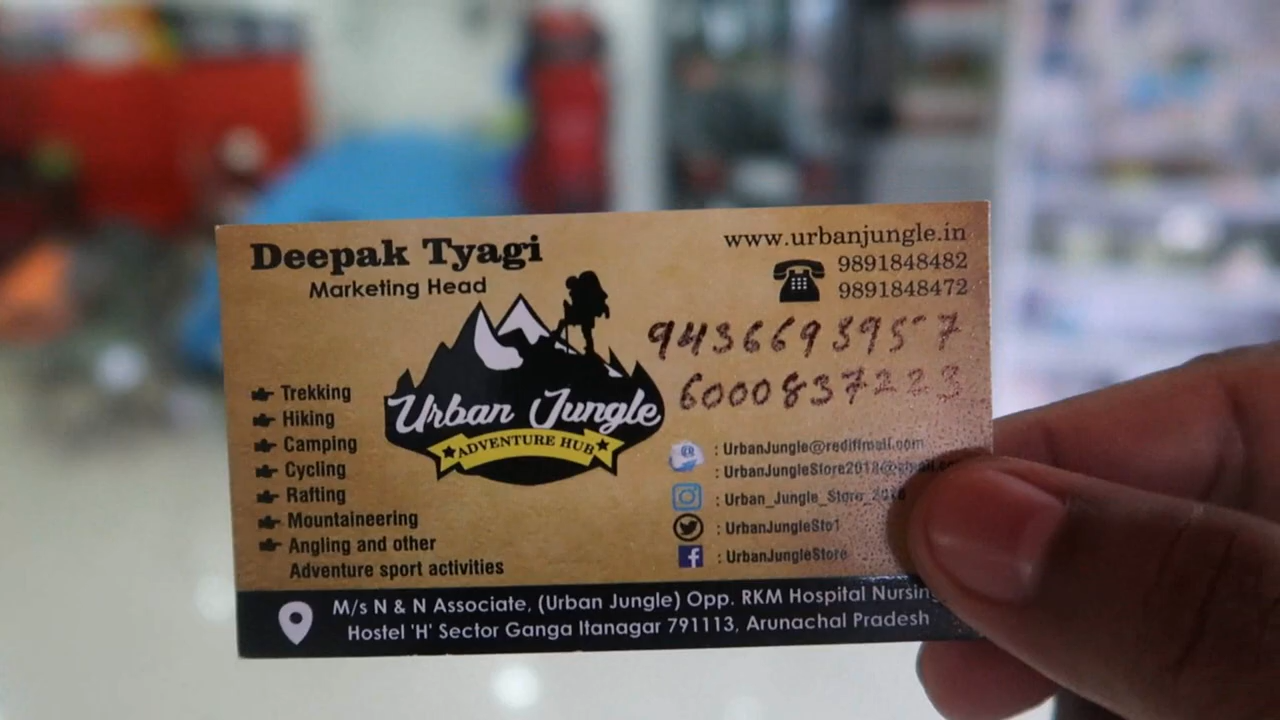 Deepak Tyagi
Marketing Head
www.urbanjungle.in
9891848482
9891848472
9436693957
6000837223
Urban Jungle
ADVENTURE HUB
Trekking
Hiking
Camping
Cycling
Rafting
Mountaineering
Angling and other
Adventure sport activities
: UrbanJungle@rediffmail.com
: UrbanJungleStore2018@gmail.co
: Urban_Jungle_Store_2018
: UrbanJungleSto1
: UrbanJungleStore
M/s N & N Associate, (Urban Jungle) Opp. RKM Hospital Nursing
Hostel 'H' Sector Ganga Itanagar 791113, Arunachal Pradesh